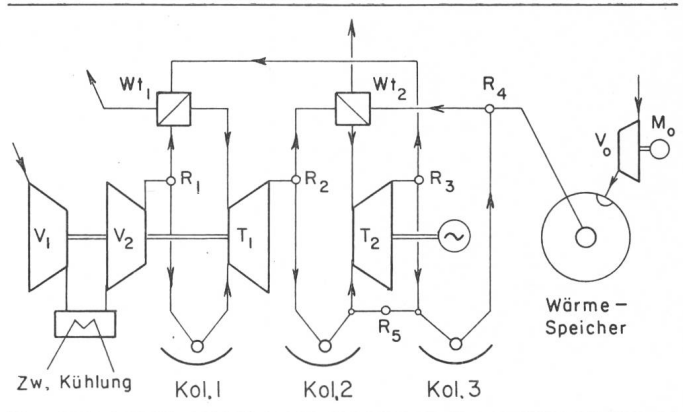 Wt1
Wt2
R4
V0
M0
R1
R2
R3
V1
V2
T1
T2
~
R5
Wärme-
Speicher
Zw. Kühlung
Kol.1
Kol.2
Kol.3